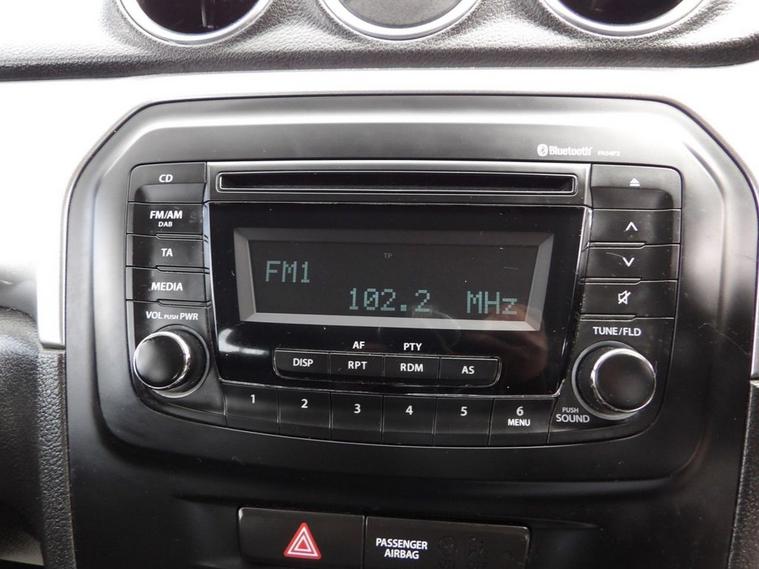 Bluetooth
CD
FM/AM
DAB
TA
MEDIA
VOL PUSH PWR
TP
FM1
102.2 MHz
AF PTY
DISP RPT RDM AS
1 2 3 4 5 6
MENU
TUNE/FLD
PUSH
SOUND
PASSENGER
AIRBAG